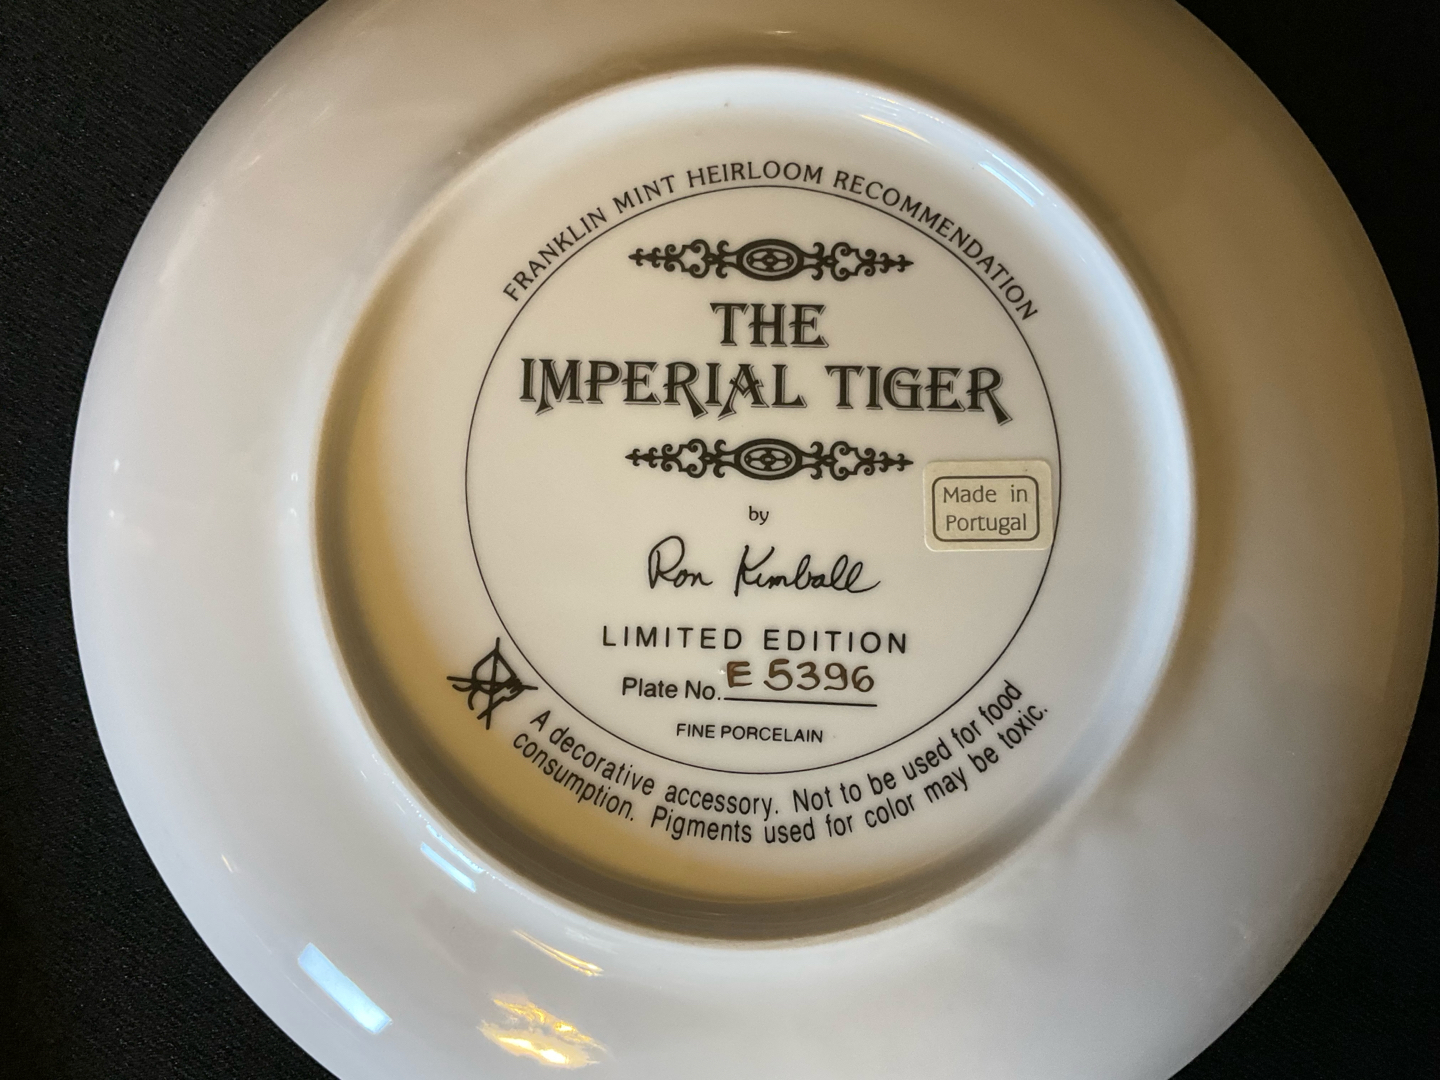 FRANKLIN MINT HEIRLOOM RECOMMENDATION
THE
IMPERIAL TIGER
by
Ron Kimball
LIMITED EDITION
Plate No. E 5396
FINE PORCELAIN
Made in
Portugal
A decorative accessory. Not to be used for food
consumption. Pigments used for color may be toxic.